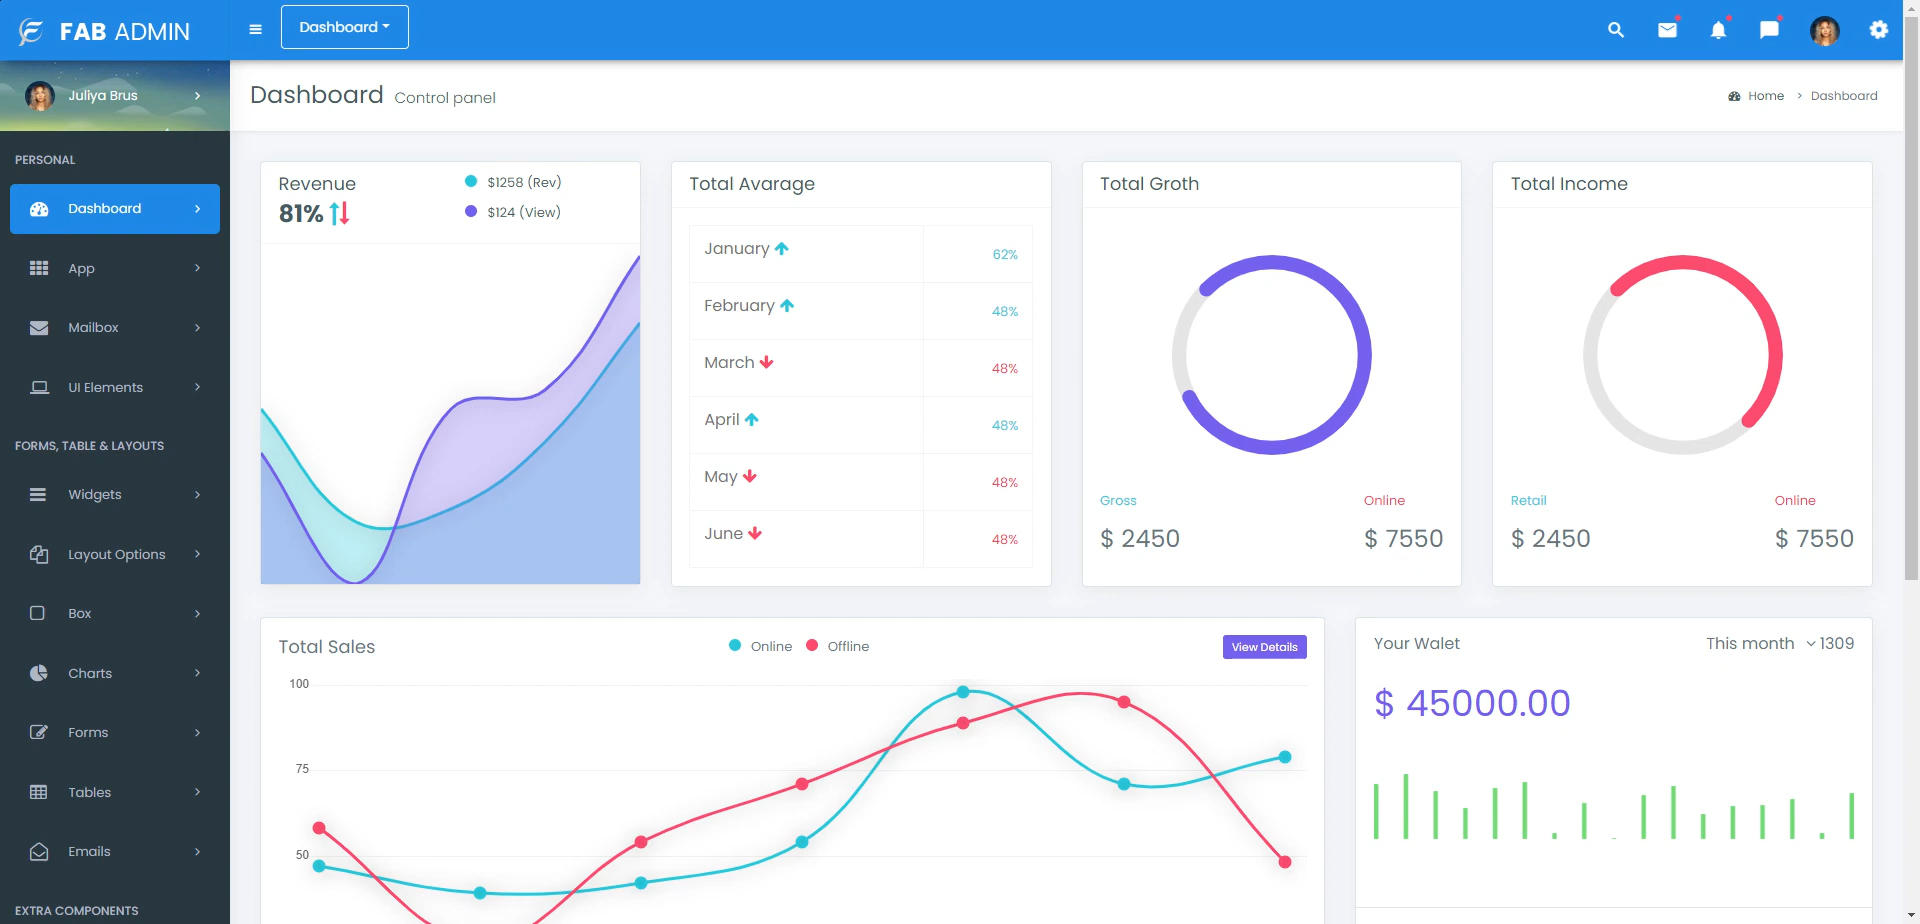 FAB ADMIN
Dashboard
Juliya Brus
Dashboard Control panel
Home > Dashboard
PERSONAL
Dashboard
App
Mailbox
UI Elements
FORMS, TABLE & LAYOUTS
Widgets
Layout Options
Box
Charts
Forms
Tables
Emails
EXTRA COMPONENTS
Revenue
81%
$1258 (Rev)
$124 (View)
Total Avarage
January 62%
February 48%
March 48%
April 48%
May 48%
June 48%
Total Groth
Gross Online
$ 2450 $ 7550
Total Income
Retail Online
$ 2450 $ 7550
Total Sales
Online Offline
View Details
100
75
50
Your Walet
This month 1309
$ 45000.00